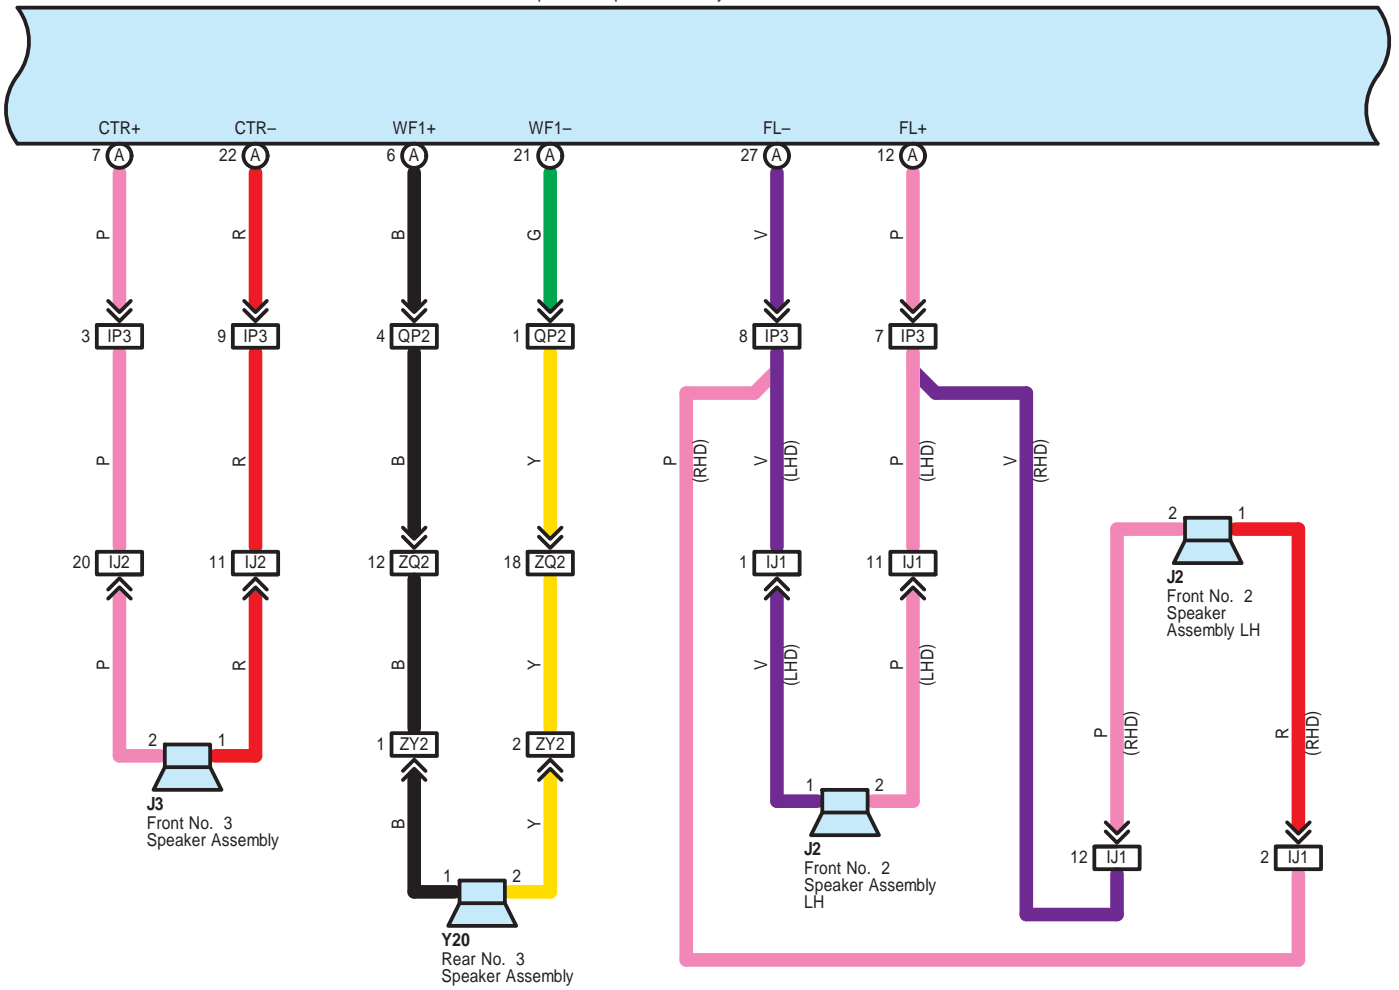 CTR+ CTR– WF1+ WF1– FL– FL+
7 A 22 A 6 A 21 A 27 A 12 A
P R B G V P
3 IP3 9 IP3 4 QP2 1 QP2 8 IP3 7 IP3
P R B Y P (RHD) V (LHD) P (LHD) V (RHD)
2 1
20 IJ2 11 IJ2 12 ZQ2 18 ZQ2 1 IJ1 11 IJ1
J2
Front No. 2
Speaker
Assembly LH
P R B Y V (LHD) P (LHD)
P (RHD) R (RHD)
2 1 1 ZY2 2 ZY2
1 2
J3
Front No. 3
Speaker Assembly
B Y
J2
Front No. 2
Speaker Assembly
LH
12 IJ1 2 IJ1
1 2
Y20
Rear No. 3
Speaker Assembly